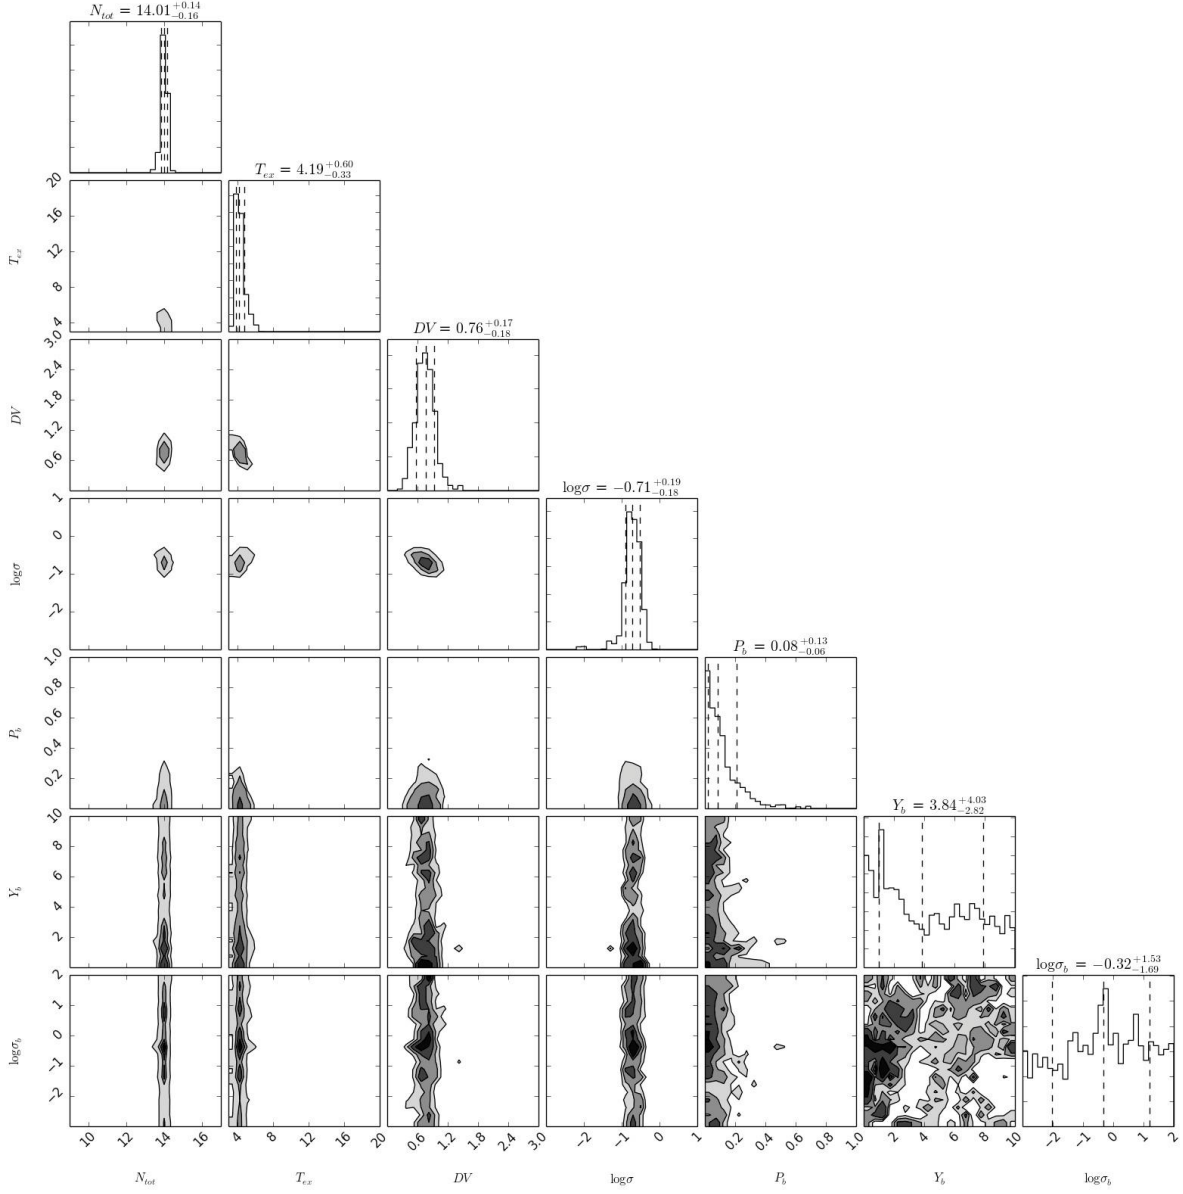 N_tot = 14.01 +0.14 −0.16
20
16
12
8
4
T_ex
T_ex = 4.19 +0.60 −0.33
3.0
2.4
1.8
1.2
0.6
DV
DV = 0.76 +0.17 −0.18
1
0
−1
−2
logσ
logσ = −0.71 +0.19 −0.18
1.0
0.8
0.6
0.4
0.2
P_b
P_b = 0.08 +0.13 −0.06
10
8
6
4
2
Y_b
Y_b = 3.84 +4.03 −2.82
2
1
0
−1
−2
logσ_b
logσ_b = −0.32 +1.53 −1.69
10 12 14 16
4 8 12 16 20
0.6 1.2 1.8 2.4 3.0
−2 −1 0 1
0.2 0.4 0.6 0.8 1.0
2 4 6 8 10
−2 −1 0 1 2
N_tot T_ex DV logσ P_b Y_b logσ_b